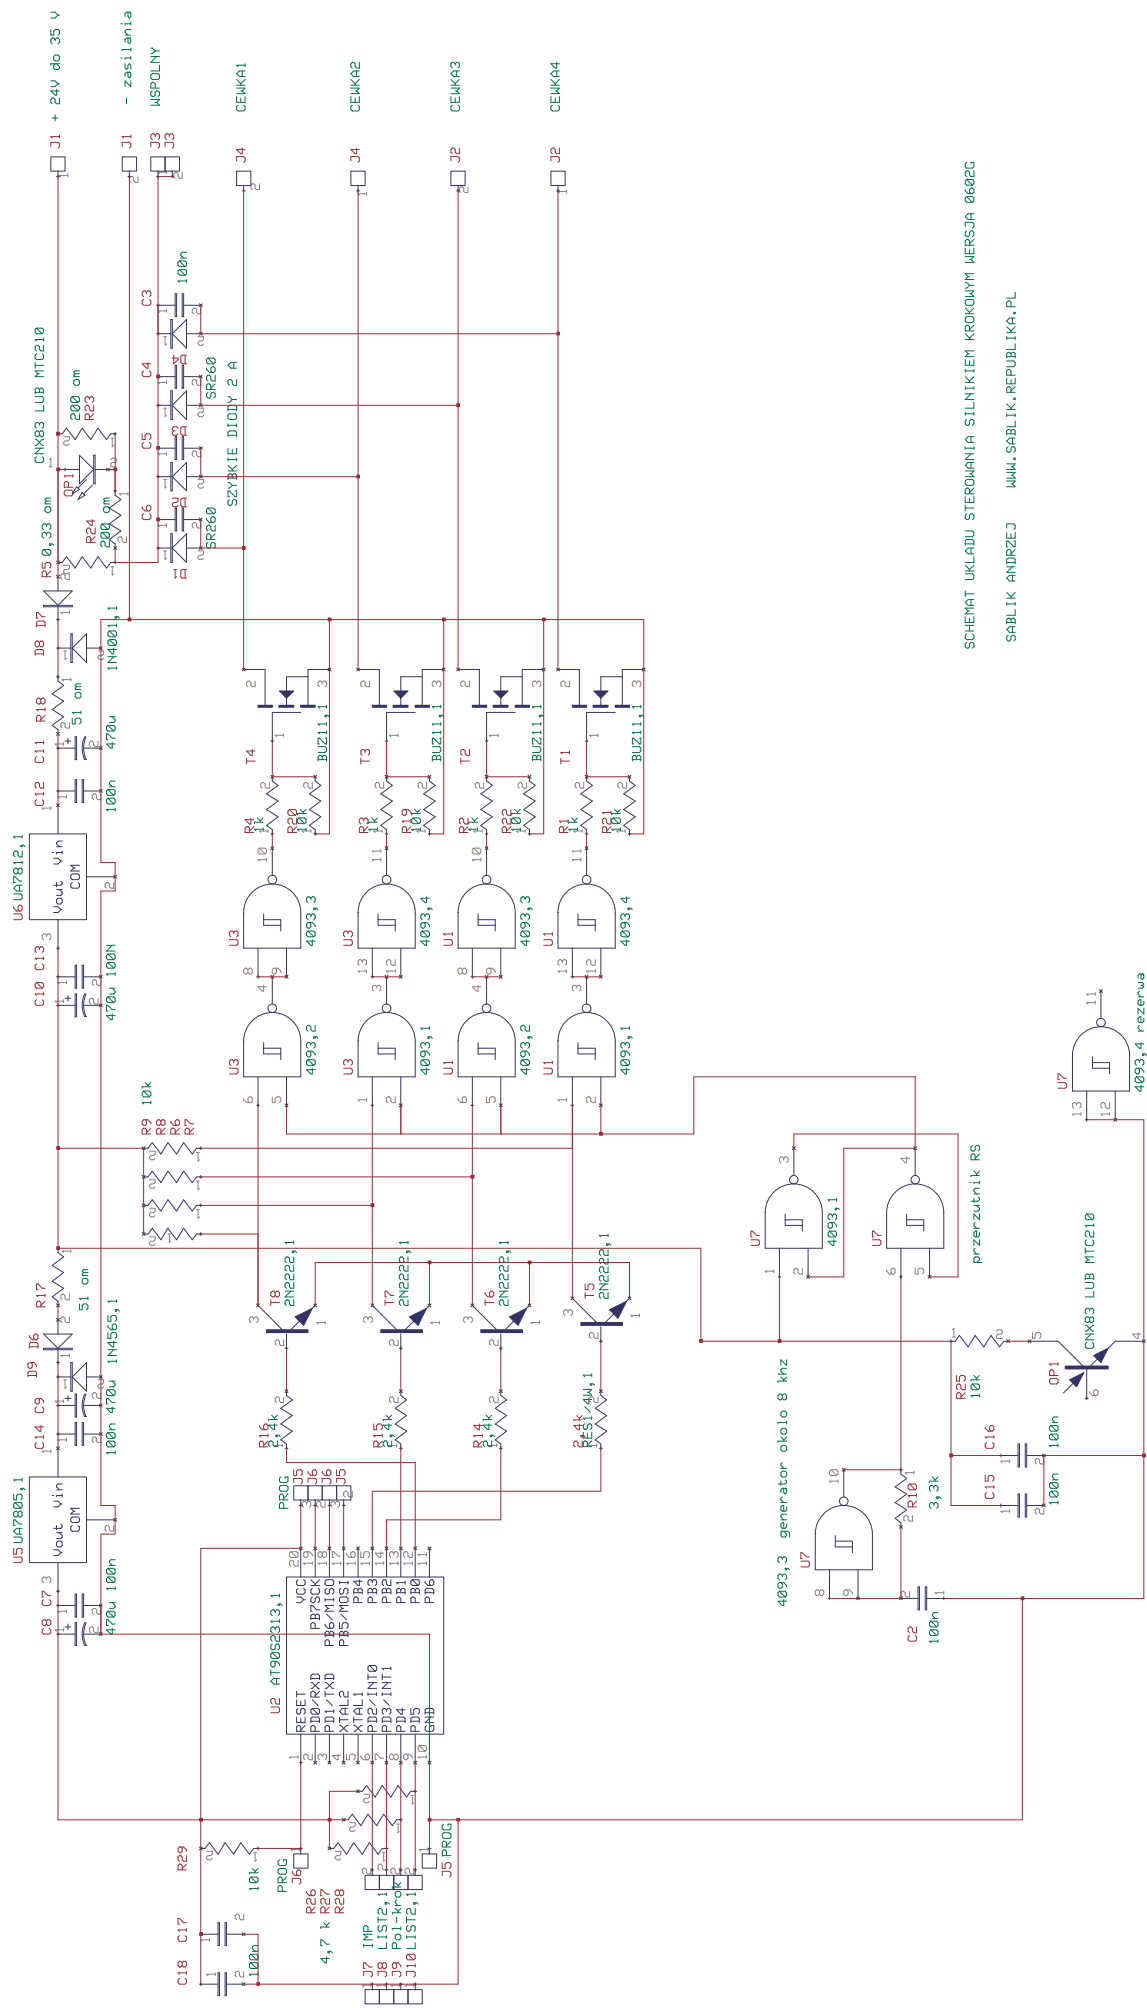 J1 + 24V do 35 V
J1 - zasilania
J3 WSPOLNY
J3
J4 CEWKA1
J4 CEWKA2
J2 CEWKA3
J2 CEWKA4
C3
100n
D4
C4
SR260
D3
C5
D2
C6
SR260
D1
SZYBKIE DIODY 2 A
CNX83 LUB MTC210
OP1
200 om
R23
R24
200 om
R5 0,33 om
D7
D8
1N4001,1
R18
51 om
C11
470u
C12
100n
U6 UA7812,1
Vout Vin
COM
C10 C13
470u 100N
R17
51 om
D6
D9
1N4565,1
C14 C9
100n 470u
U5 UA7805,1
Vout Vin
COM
C8 C7
470u 100n
R9
R8
R6
R7
10k
T4
BUZ11,1
R4
1k
R20
10k
T3
BUZ11,1
R3
1k
R19
10k
T2
BUZ11,1
R2
1k
R22
10k
T1
BUZ11,1
R1
1k
R21
10k
U3
4093,3
U3
4093,4
U1
4093,3
U1
4093,4
U3
4093,2
U3
4093,1
U1
4093,2
U1
4093,1
T8
2N2222,1
T7
2N2222,1
T6
2N2222,1
T5
2N2222,1
R16
2,4k
R15
2,4k
R14
2,4k
2,4k
RES1/4W,1
PROG
J5
J6
J6
J5
U2 AT90S2313,1
RESET
PD0/RXD
PD1/TXD
XTAL2
XTAL1
PD2/INT0
PD3/INT1
PD4
PD5
GND
VCC
PB7SCK
PB6/MISO
PB5/MOSI
PB4
PB3
PB2
PB1
PB0
PD6
R29
10k
PROG
J6
J5 PROG
R26
R27
R28
4,7 k
C17
C18
100n
J7 IMP
J8 LIST2,1
J9 Pol-krok
J10 LIST2,1
U7
4093,1
U7
przerzutnik RS
U7
4093,4 rezerwa
U7
4093,3 generator okolo 8 khz
R10
3,3k
C2
100n
R25
10k
OP1
CNX83 LUB MTC210
C16
100n
C15
100n
SCHEMAT UKLADU STEROWANIA SILNIKIEM KROKOWYM WERSJA 0602G
SABLIK ANDRZEJ WWW.SABLIK.REPUBLIKA.PL